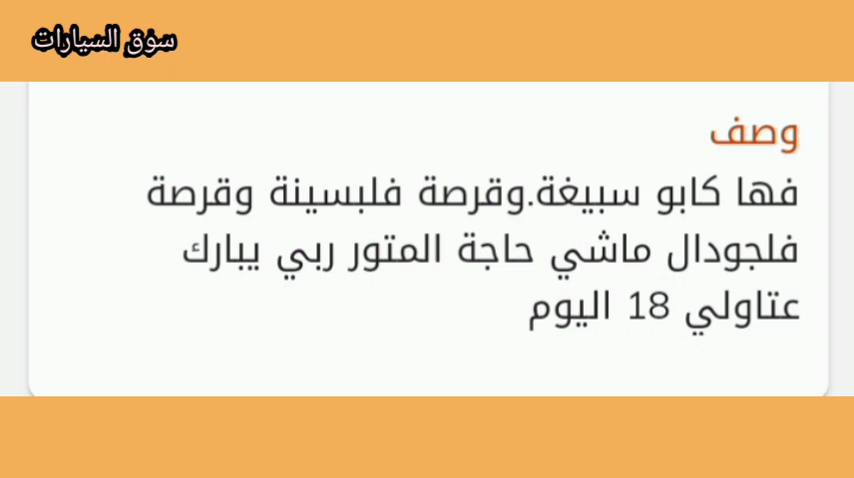 سوق السيارات
وصف
فها كابو سبيغة.وقرصة فلبسينة وقرصة
فلجودال ماشي حاجة المتور ربي يبارك
عتاولي 18 اليوم